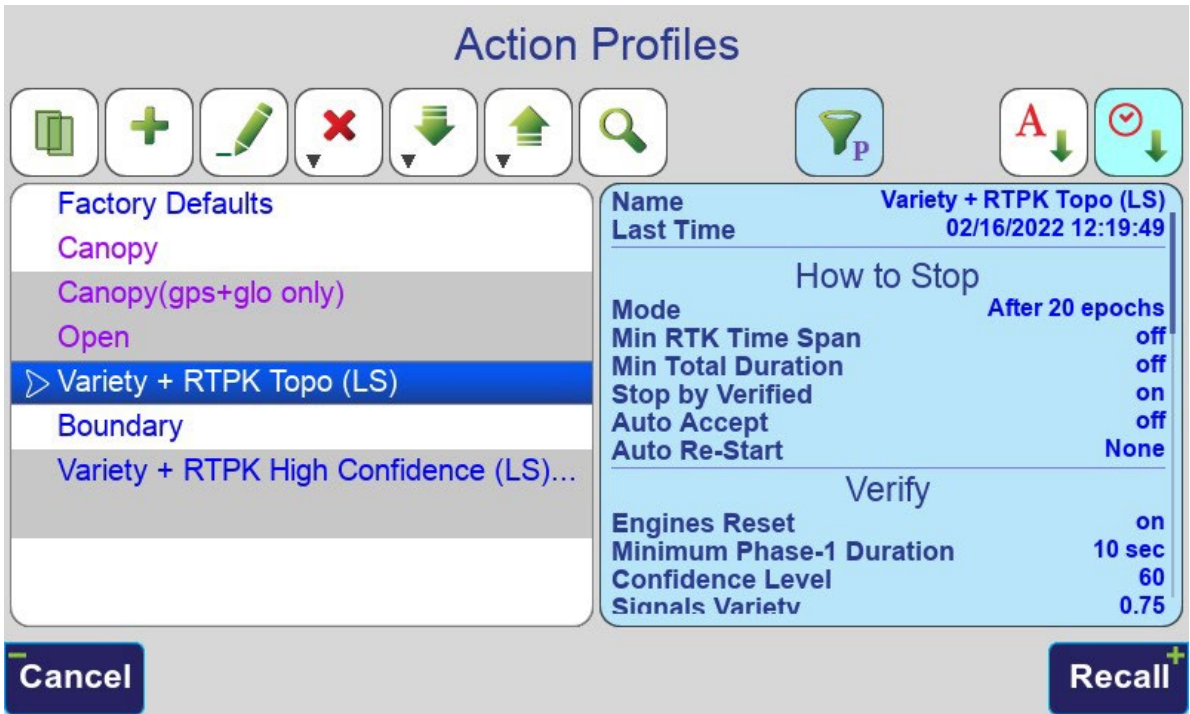 Action Profiles
P
A
Factory Defaults
Canopy
Canopy(gps+glo only)
Open
Variety + RTPK Topo (LS)
Boundary
Variety + RTPK High Confidence (LS)...
Name Variety + RTPK Topo (LS)
Last Time 02/16/2022 12:19:49
How to Stop
Mode After 20 epochs
Min RTK Time Span off
Min Total Duration off
Stop by Verified on
Auto Accept off
Auto Re-Start None
Verify
Engines Reset on
Minimum Phase-1 Duration 10 sec
Confidence Level 60
Signals Variety 0.75
Cancel
Recall